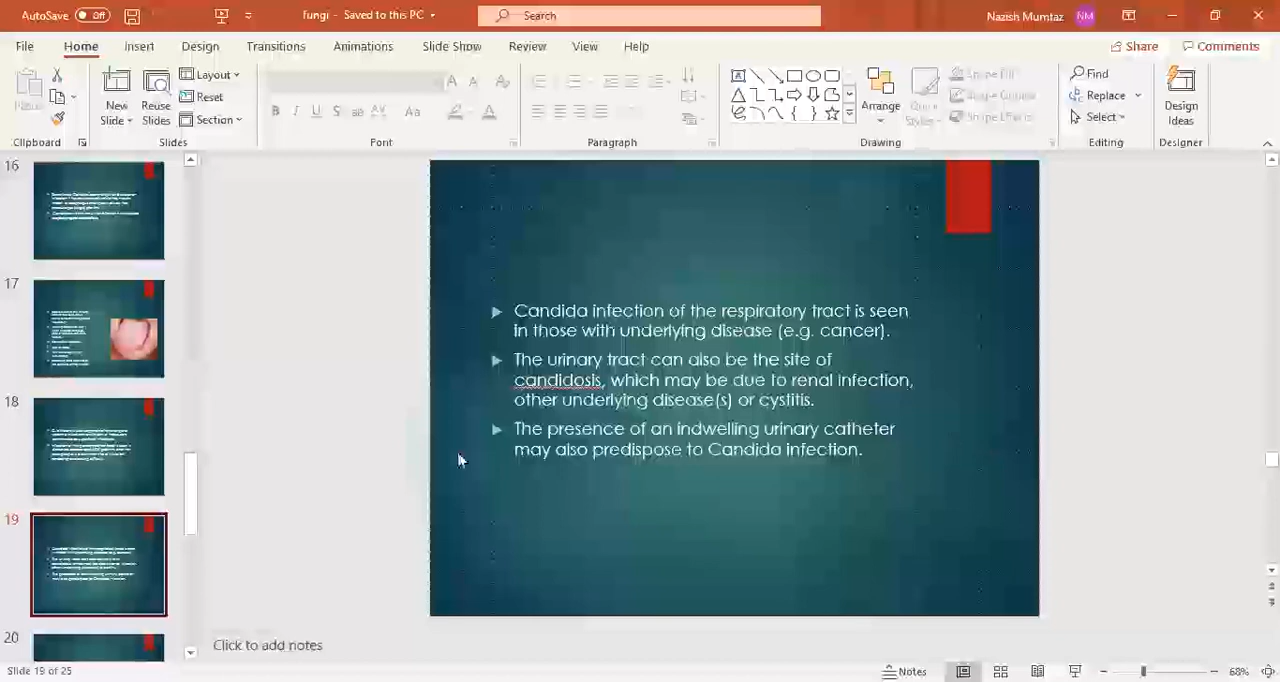 AutoSave Off fungi - Saved to this PC Search Nazish Mumtaz NM
File Home Insert Design Transitions Animations Slide Show Review View Help Share Comments
Paste New Slide Reuse Slides Layout Reset Section Find Replace Select Arrange Quick Styles Shape Fill Shape Outline Shape Effects Design Ideas
B I U S ab AV Aa A
Clipboard Slides Font Paragraph Drawing Editing Designer
16
17
18
19
20
Candida infection of the respiratory tract is seen
in those with underlying disease (e.g. cancer).
The urinary tract can also be the site of
candidosis, which may be due to renal infection,
other underlying disease(s) or cystitis.
The presence of an indwelling urinary catheter
may also predispose to Candida infection.
Click to add notes
Slide 19 of 25 Notes 68%